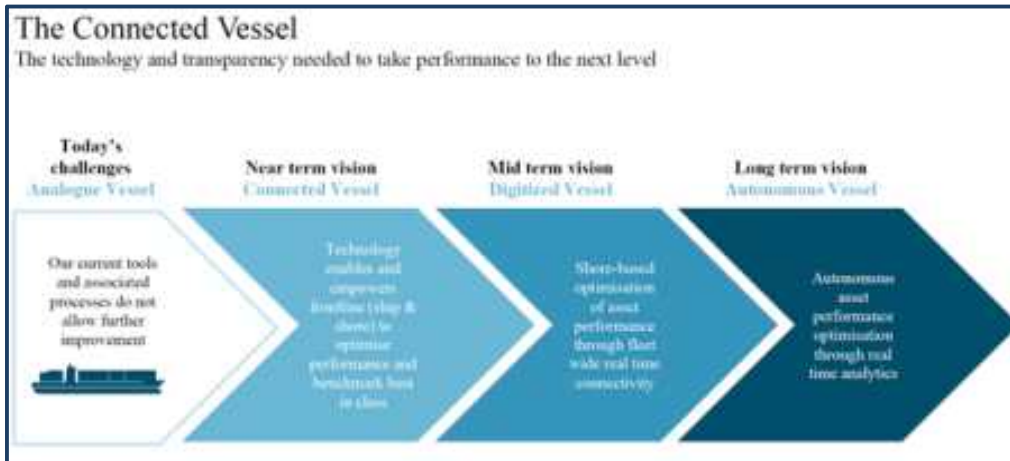 The Connected Vessel
The technology and transparency needed to take performance to the next level
Today's
challenges
Analogue Vessel
Our current tools
and associated
processes do not
allow further
improvement
Near term vision
Connected Vessel
Technology
enables and
empowers
frontline (ship &
shore) to
optimise
performance and
benchmark best
in class
Mid term vision
Digitized Vessel
Shore-based
optimisation
of asset
performance
through fleet
wide real time
connectivity
Long term vision
Autonomous Vessel
Autonomous
asset
performance
optimisation
through real
time analytics